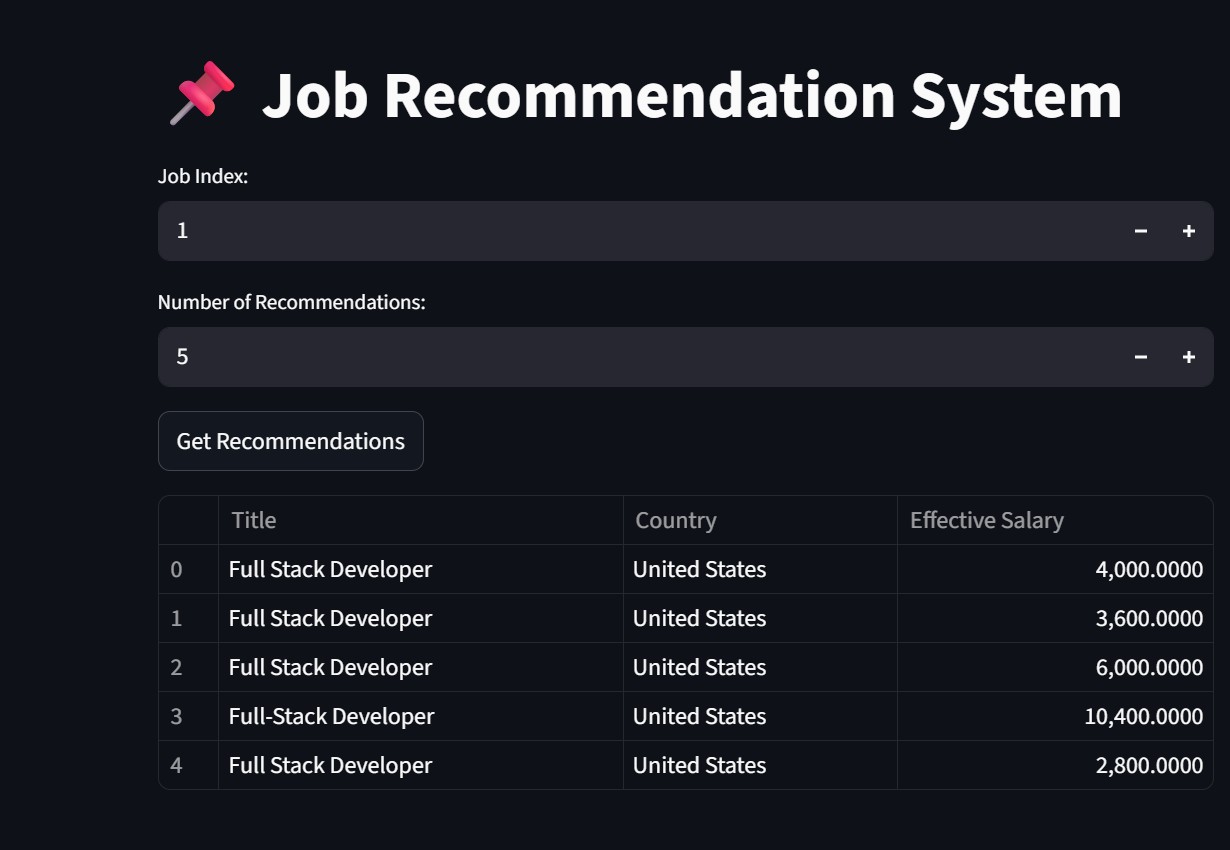 Job Recommendation System
Job Index:
1 − +
Number of Recommendations:
5 − +
Get Recommendations
Title Country Effective Salary
0 Full Stack Developer United States 4,000.0000
1 Full Stack Developer United States 3,600.0000
2 Full Stack Developer United States 6,000.0000
3 Full-Stack Developer United States 10,400.0000
4 Full Stack Developer United States 2,800.0000